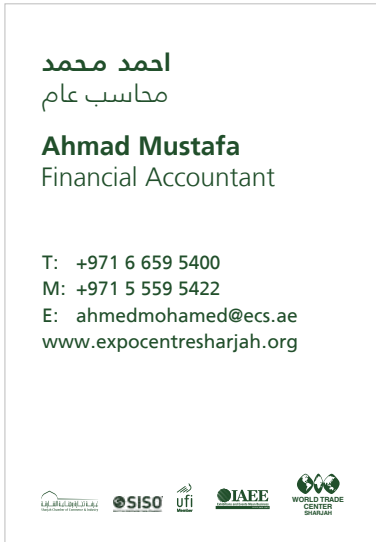 احمد محمد
محاسب عام
Ahmad Mustafa
Financial Accountant
T: +971 6 659 5400
M: +971 5 559 5422
E: ahmedmohamed@ecs.ae
www.expocentresharjah.org
SISO
ufi
Member
IAEE
WORLD TRADE
CENTER
SHARJAH